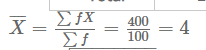 X̅ = ∑ fX / ∑ f = 400 / 100 = 4